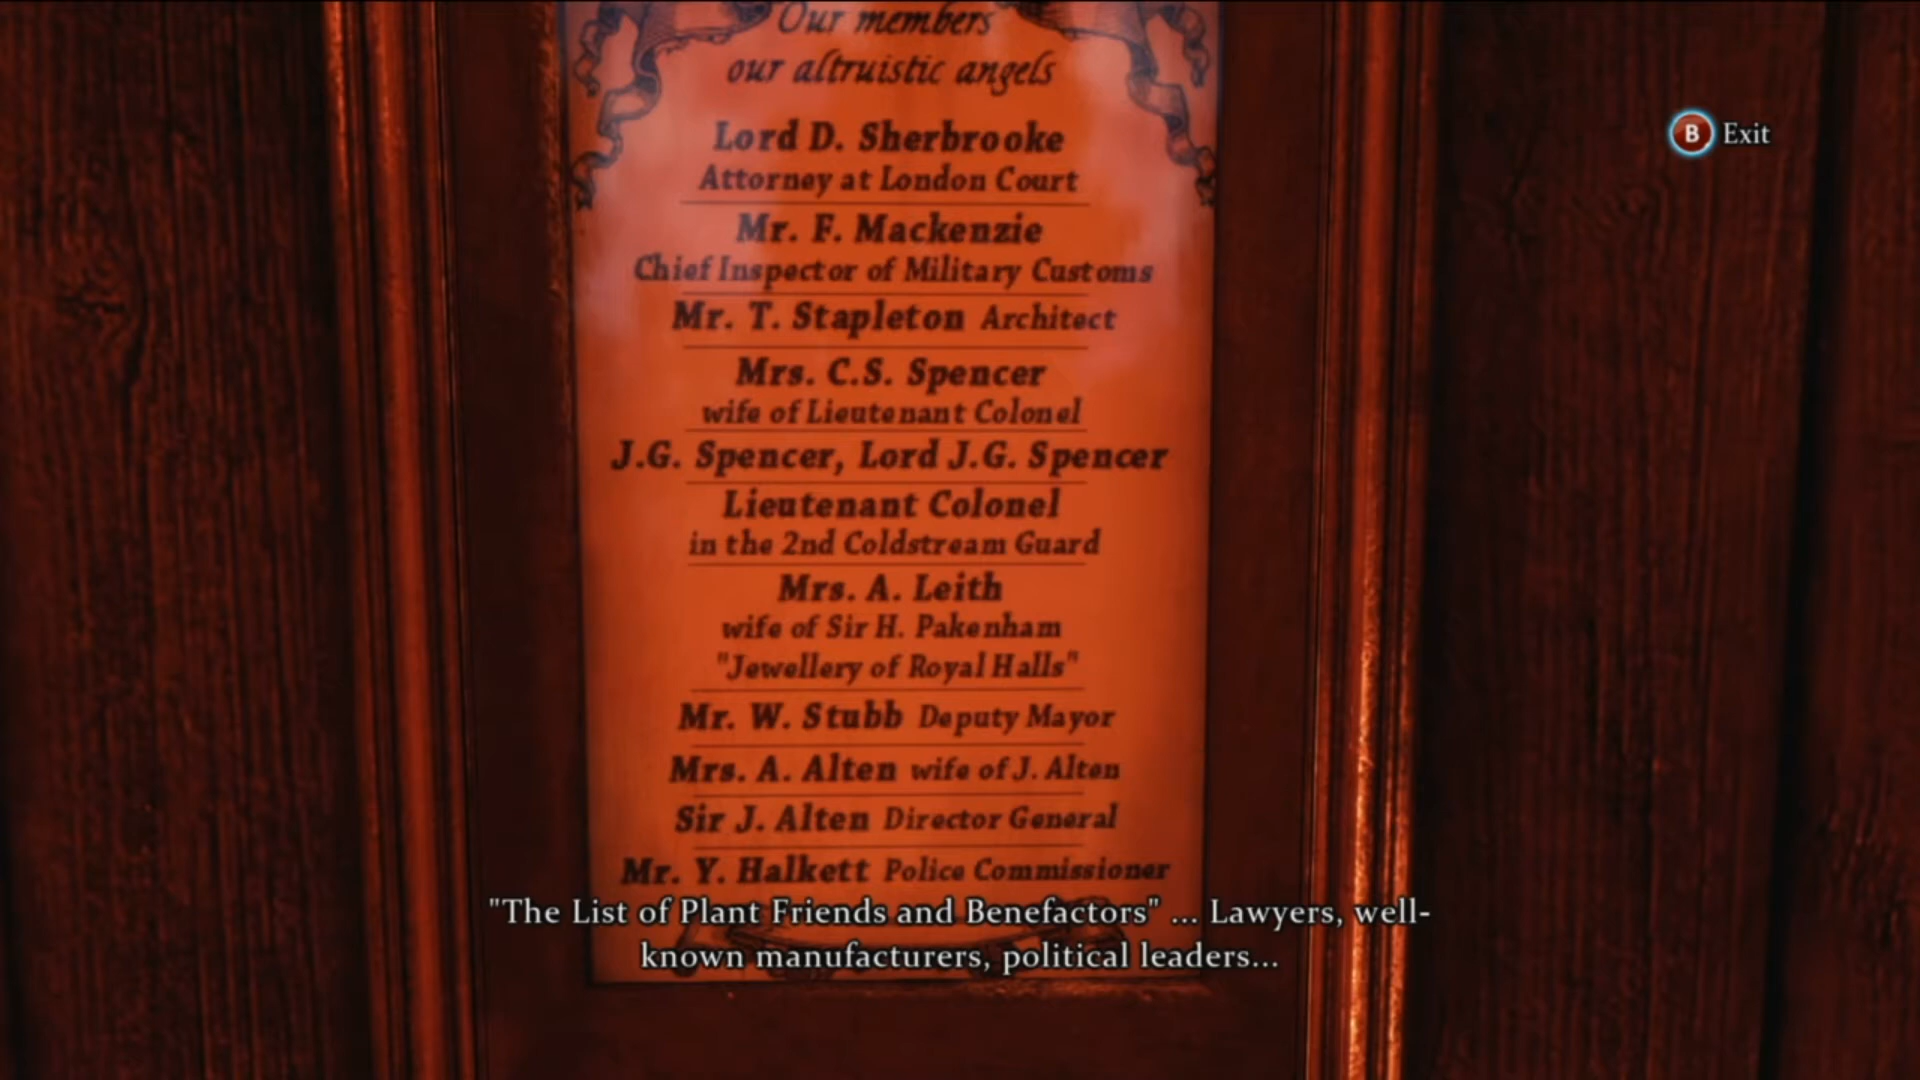 Our members
our altruistic angels
Lord D. Sherbrooke
Attorney at London Court
Mr. F. Mackenzie
Chief Inspector of Military Customs
Mr. T. Stapleton Architect
Mrs. C.S. Spencer
wife of Lieutenant Colonel
J.G. Spencer, Lord J.G. Spencer
Lieutenant Colonel
in the 2nd Coldstream Guard
Mrs. A. Leith
wife of Sir H. Pakenham
"Jewellery of Royal Halls"
Mr. W. Stubb Deputy Mayor
Mrs. A. Alten wife of J. Alten
Sir J. Alten Director General
Mr. Y. Halkett Police Commissioner
"The List of Plant Friends and Benefactors" ... Lawyers, well-
known manufacturers, political leaders...
B Exit